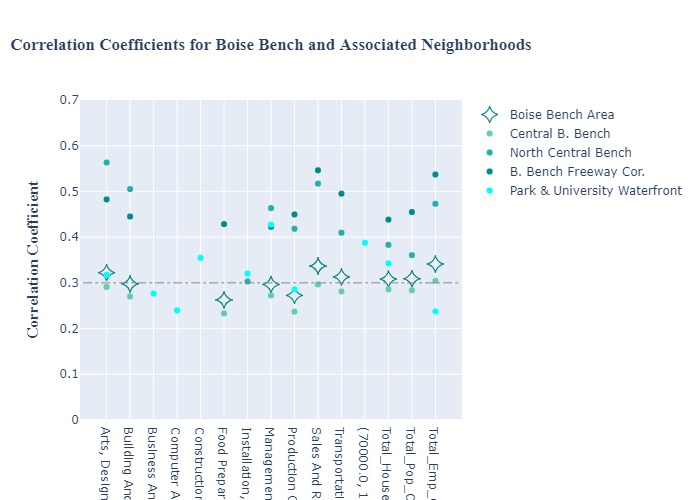 Correlation Coefficients for Boise Bench and Associated Neighborhoods
Boise Bench Area
Central B. Bench
North Central Bench
B. Bench Freeway Cor.
Park & University Waterfront
Correlation Coefficient
0.7
0.6
0.5
0.4
0.3
0.2
0.1
0
Arts, Design
Building And
Business An
Computer A
Construction
Food Prepar
Installation,
Managemen
Production O
Sales And R
Transportati
(70000.0, 1
Total_House
Total_Pop_C
Total_Emp_